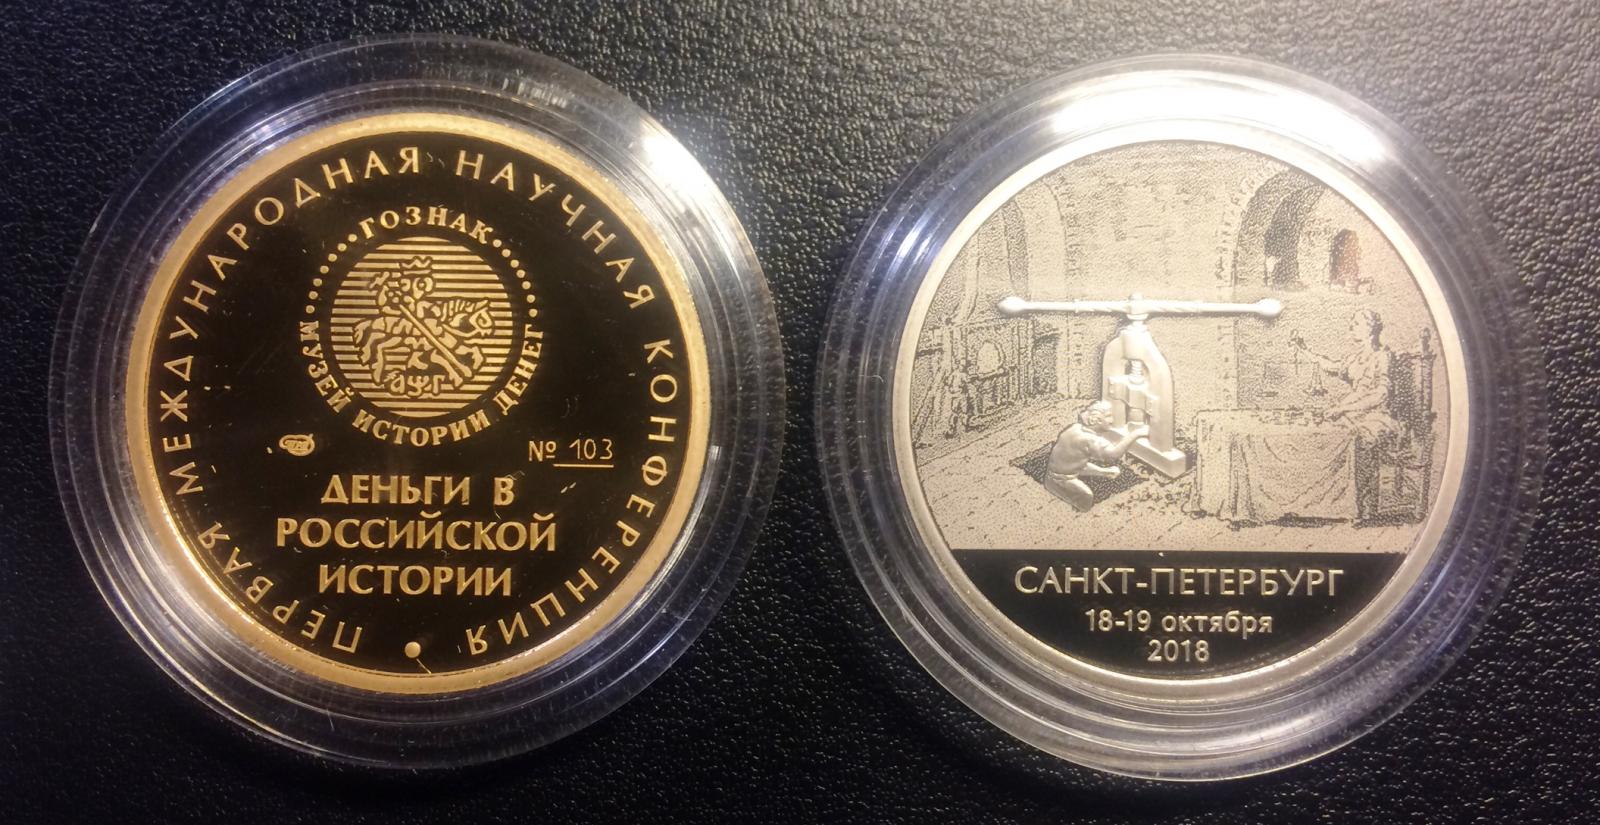 ПЕРВАЯ МЕЖДУНАРОДНАЯ НАУЧНАЯ КОНФЕРЕНЦИЯ
ГОЗНАК
МУЗЕЙ ИСТОРИИ ДЕНЕГ
№ 103
ДЕНЬГИ В
РОССИЙСКОЙ
ИСТОРИИ
САНКТ-ПЕТЕРБУРГ
18-19 октября
2018